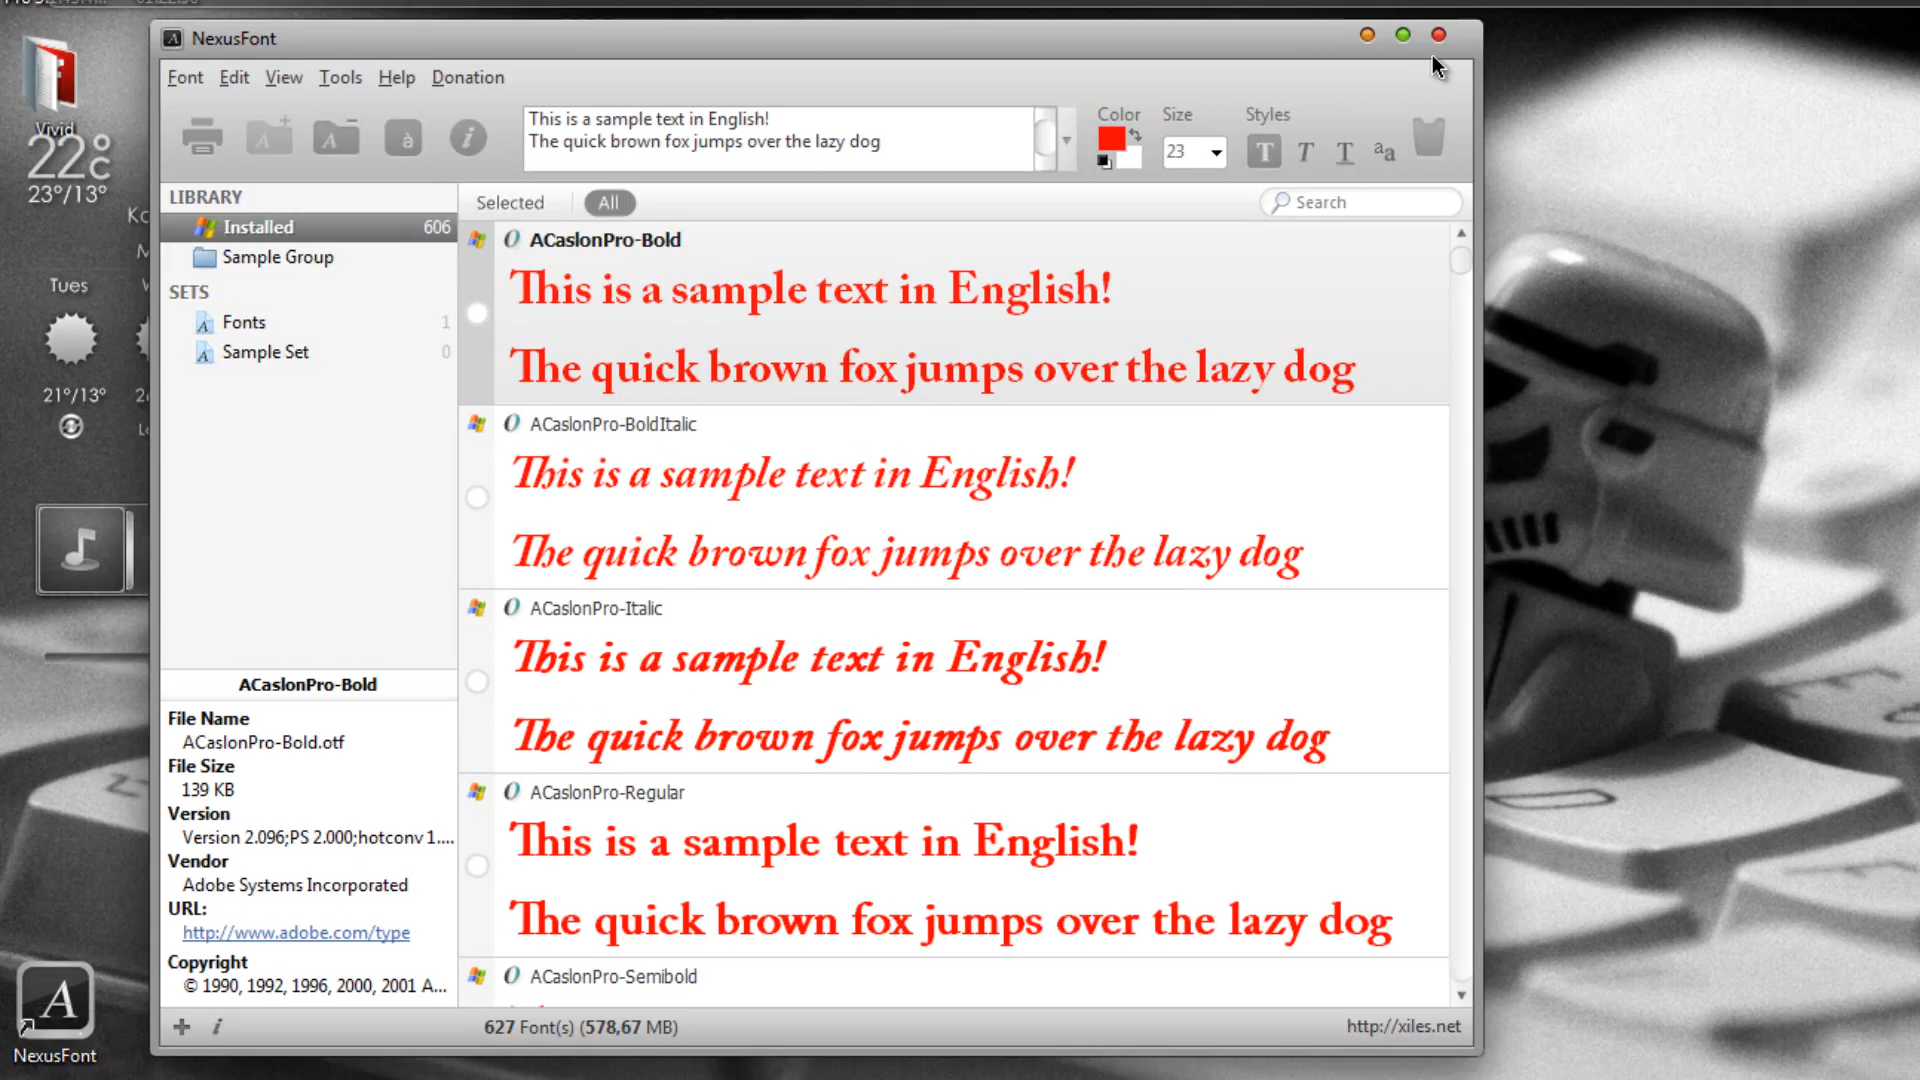 NexusFont
Font Edit View Tools Help Donation
This is a sample text in English!
The quick brown fox jumps over the lazy dog
Color Size Styles
23 T T T aa
LIBRARY
Installed 606
Sample Group
SETS
Fonts 1
Sample Set 0
Selected All Search
ACaslonPro-Bold
This is a sample text in English!
The quick brown fox jumps over the lazy dog
ACaslonPro-BoldItalic
This is a sample text in English!
The quick brown fox jumps over the lazy dog
ACaslonPro-Italic
This is a sample text in English!
The quick brown fox jumps over the lazy dog
ACaslonPro-Regular
This is a sample text in English!
The quick brown fox jumps over the lazy dog
ACaslonPro-Semibold
ACaslonPro-Bold
File Name
ACaslonPro-Bold.otf
File Size
139 KB
Version
Version 2.096;PS 2.000;hotconv 1....
Vendor
Adobe Systems Incorporated
URL:
http://www.adobe.com/type
Copyright
© 1990, 1992, 1996, 2000, 2001 A...
627 Font(s) (578,67 MB)
http://xiles.net
Vivid
22c
23°/13°
Tues
21°/13°
NexusFont